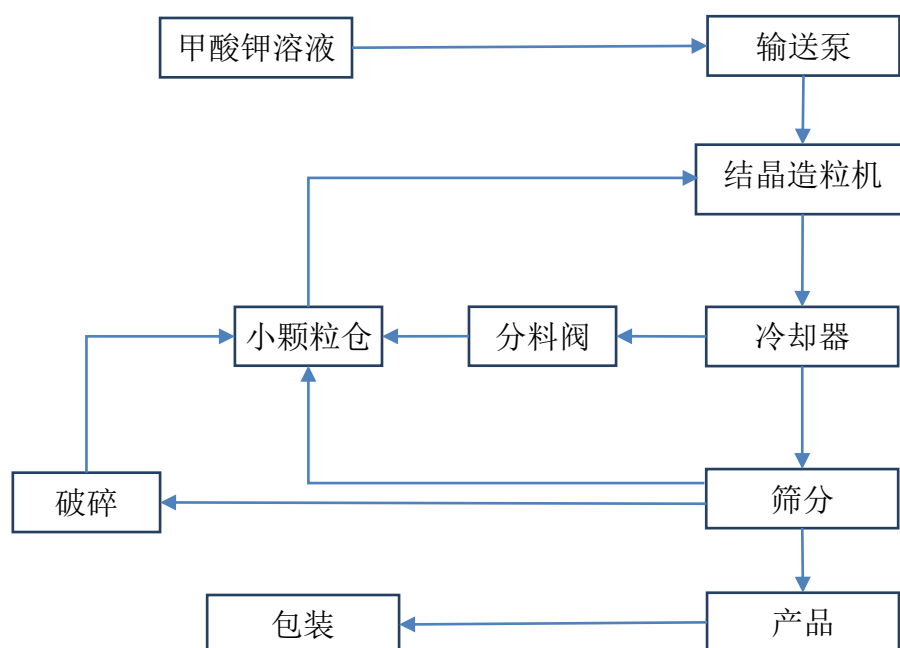 甲酸钾溶液
输送泵
结晶造粒机
小颗粒仓
分料阀
冷却器
破碎
筛分
包装
产品